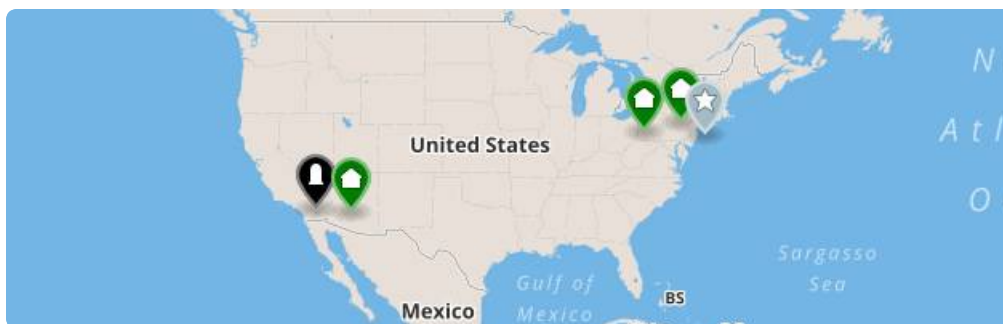 N
United States
A t l
O
Sargasso
Sea
Gulf of
Mexico
BS
Mexico